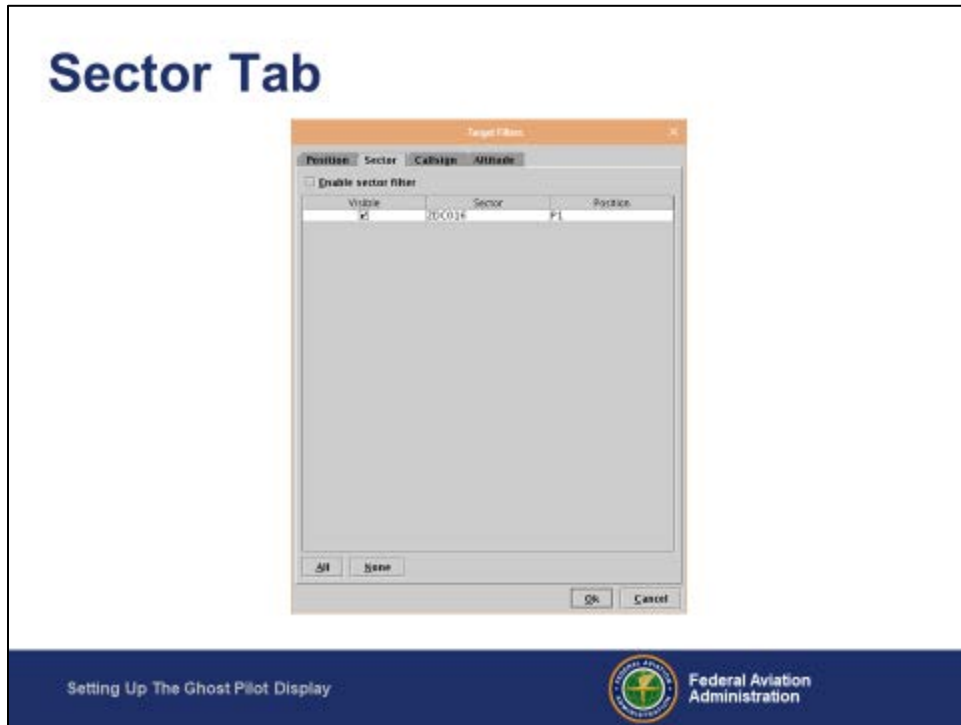 Sector Tab
Target Filters
Position Sector Callsign Altitude
Enable sector filter
Visible Sector Position
ZDC016 P1
All None
Ok Cancel
Setting Up The Ghost Pilot Display
Federal Aviation
Administration